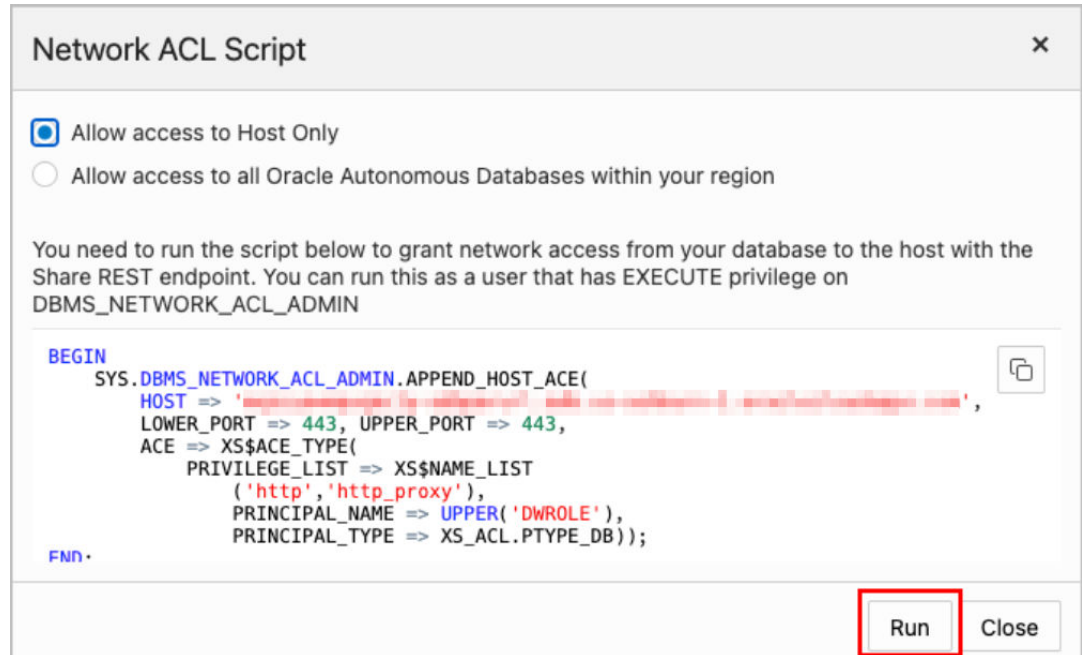 Network ACL Script ×
Allow access to Host Only
Allow access to all Oracle Autonomous Databases within your region
You need to run the script below to grant network access from your database to the host with the
Share REST endpoint. You can run this as a user that has EXECUTE privilege on
DBMS_NETWORK_ACL_ADMIN
BEGIN
SYS.DBMS_NETWORK_ACL_ADMIN.APPEND_HOST_ACE(
HOST => '',
LOWER_PORT => 443, UPPER_PORT => 443,
ACE => XS$ACE_TYPE(
PRIVILEGE_LIST => XS$NAME_LIST
('http','http_proxy'),
PRINCIPAL_NAME => UPPER('DWROLE'),
PRINCIPAL_TYPE => XS_ACL.PTYPE_DB));
END;
Run Close